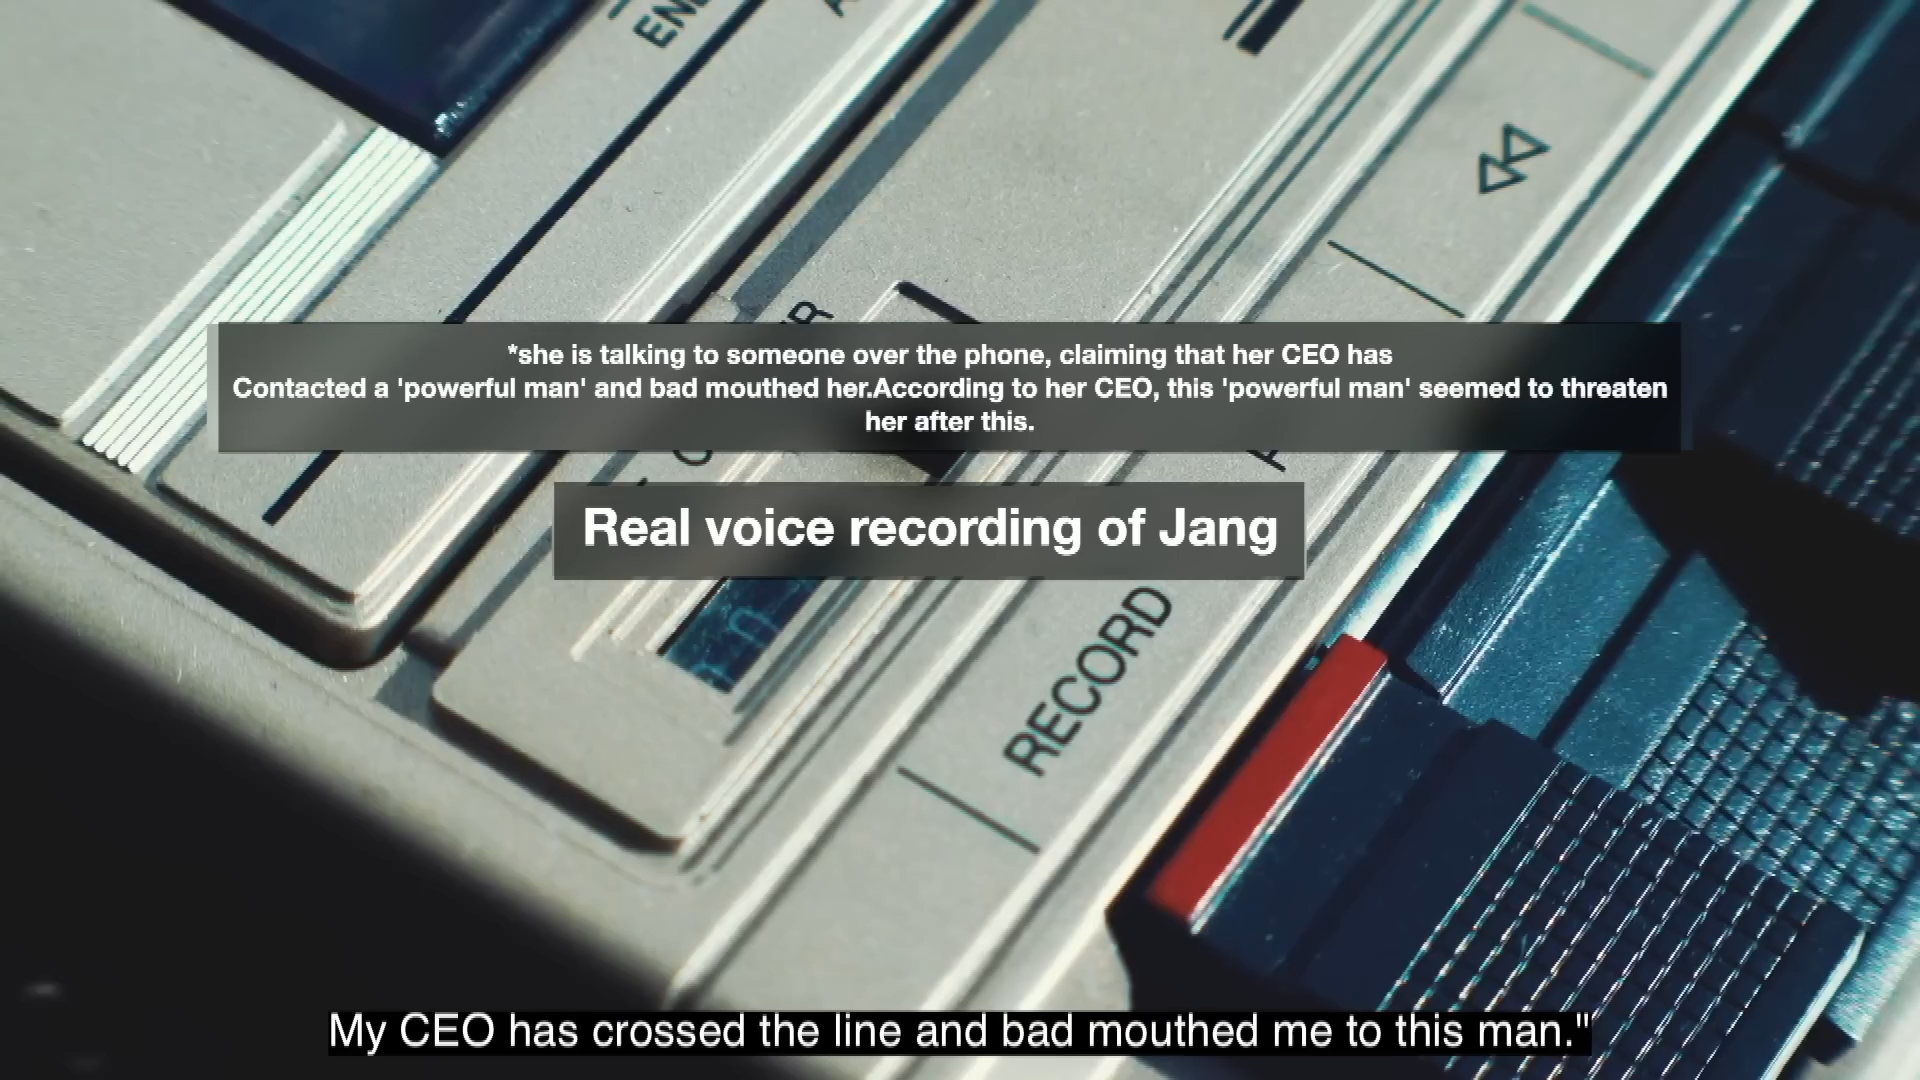 *she is talking to someone over the phone, claiming that her CEO has
Contacted a 'powerful man' and bad mouthed her.According to her CEO, this 'powerful man' seemed to threaten
her after this.
Real voice recording of Jang
RECORD
My CEO has crossed the line and bad mouthed me to this man."